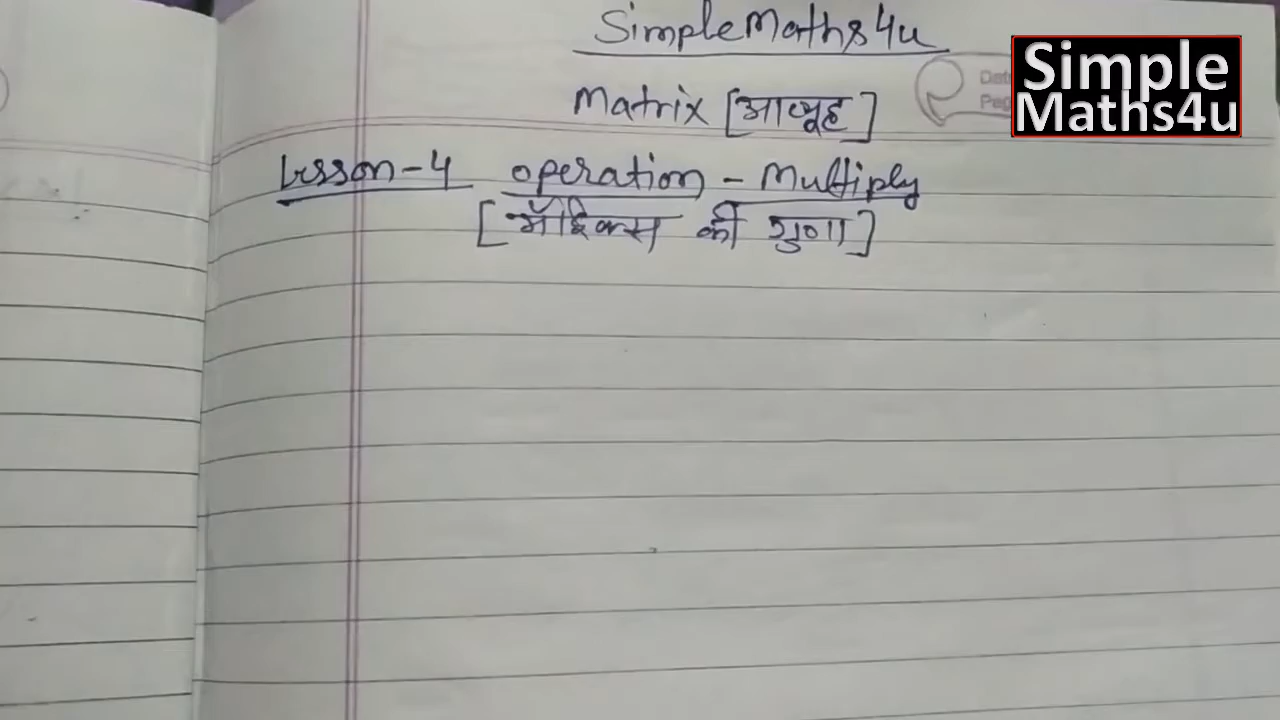 SimpleMaths4u
Simple
Maths4u
Matrix [आव्यूह]
Lesson-4 operation - Multiply
[मैट्रिक्स की गुणा]